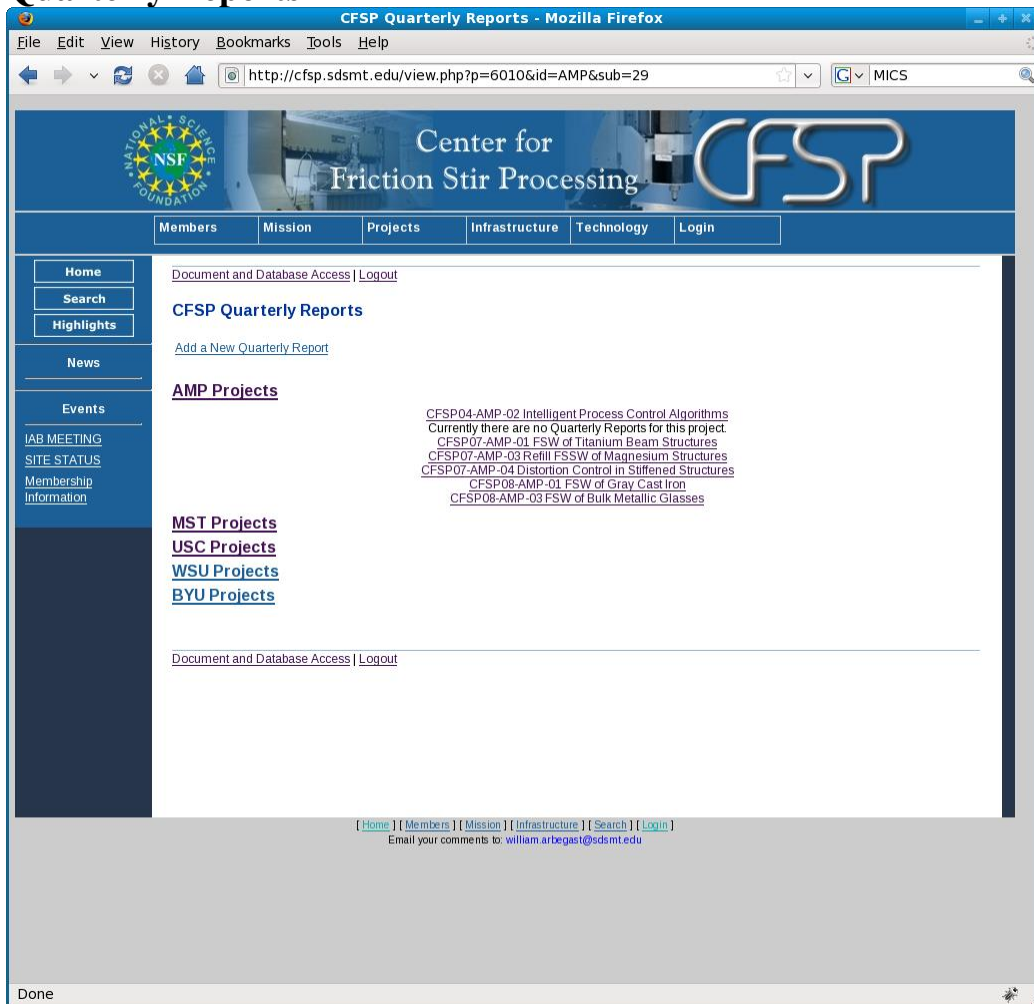 Quarterly Reports
CFSP Quarterly Reports - Mozilla Firefox
File Edit View History Bookmarks Tools Help
http://cfsp.sdsmt.edu/view.php?p=6010&id=AMP&sub=29 G MICS
NATIONAL SCIENCE FOUNDATION
NSF
Center for
Friction Stir Processing
CFSP
Members Mission Projects Infrastructure Technology Login
Home
Search
Highlights
News
Events
IAB MEETING
SITE STATUS
Membership
Information
Document and Database Access | Logout
CFSP Quarterly Reports
Add a New Quarterly Report
AMP Projects
CFSP04-AMP-02 Intelligent Process Control Algorithms
Currently there are no Quarterly Reports for this project.
CFSP07-AMP-01 FSW of Titanium Beam Structures
CFSP07-AMP-03 Refill FSSW of Magnesium Structures
CFSP07-AMP-04 Distortion Control in Stiffened Structures
CFSP08-AMP-01 FSW of Gray Cast Iron
CFSP08-AMP-03 FSW of Bulk Metallic Glasses
MST Projects
USC Projects
WSU Projects
BYU Projects
Document and Database Access | Logout
[ Home ] [ Members ] [ Mission ] [ Infrastructure ] [ Search ] [ Login ]
Email your comments to: william.arbegast@sdsmt.edu
Done